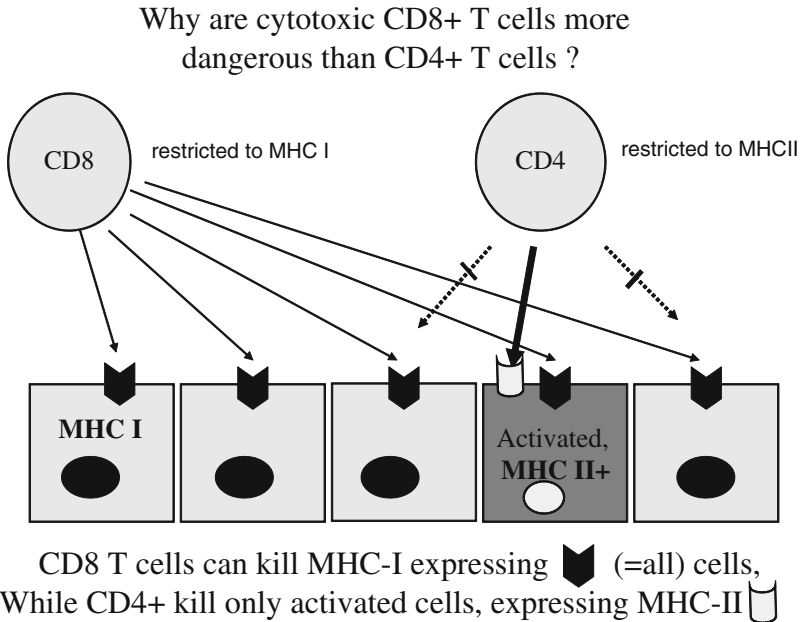 Why are cytotoxic CD8+ T cells more
dangerous than CD4+ T cells ?
CD8
restricted to MHC I
CD4
restricted to MHCII
MHC I
Activated,
MHC II+
CD8 T cells can kill MHC-I expressing (=all) cells,
While CD4+ kill only activated cells, expressing MHC-II